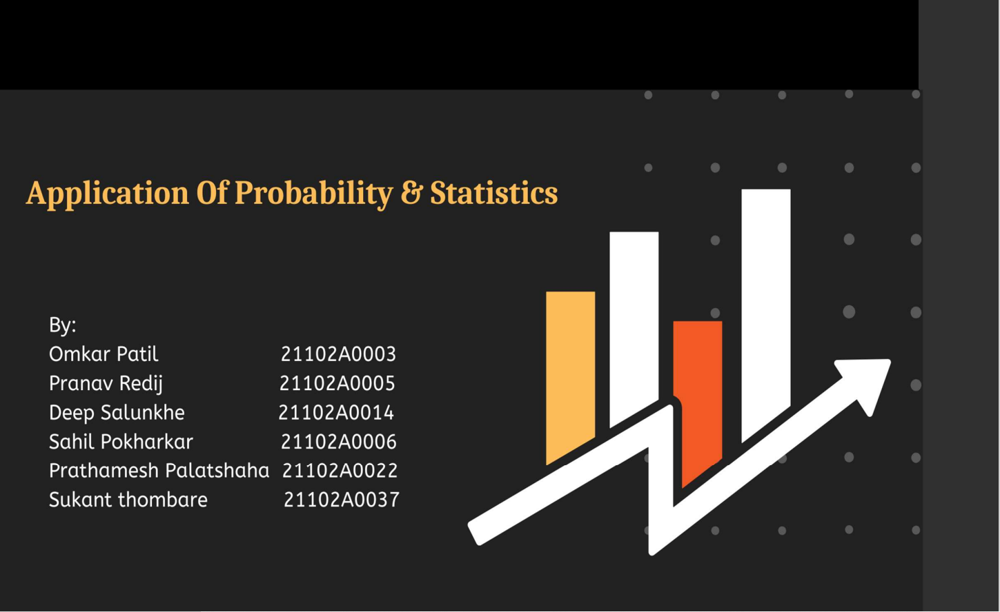 Application Of Probability & Statistics
By:
Omkar Patil 21102A0003
Pranav Redij 21102A0005
Deep Salunkhe 21102A0014
Sahil Pokharkar 21102A0006
Prathamesh Palatshaha 21102A0022
Sukant thombare 21102A0037